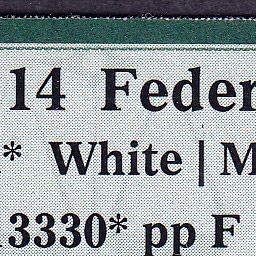 14 Feder
* White | M
3330* pp F